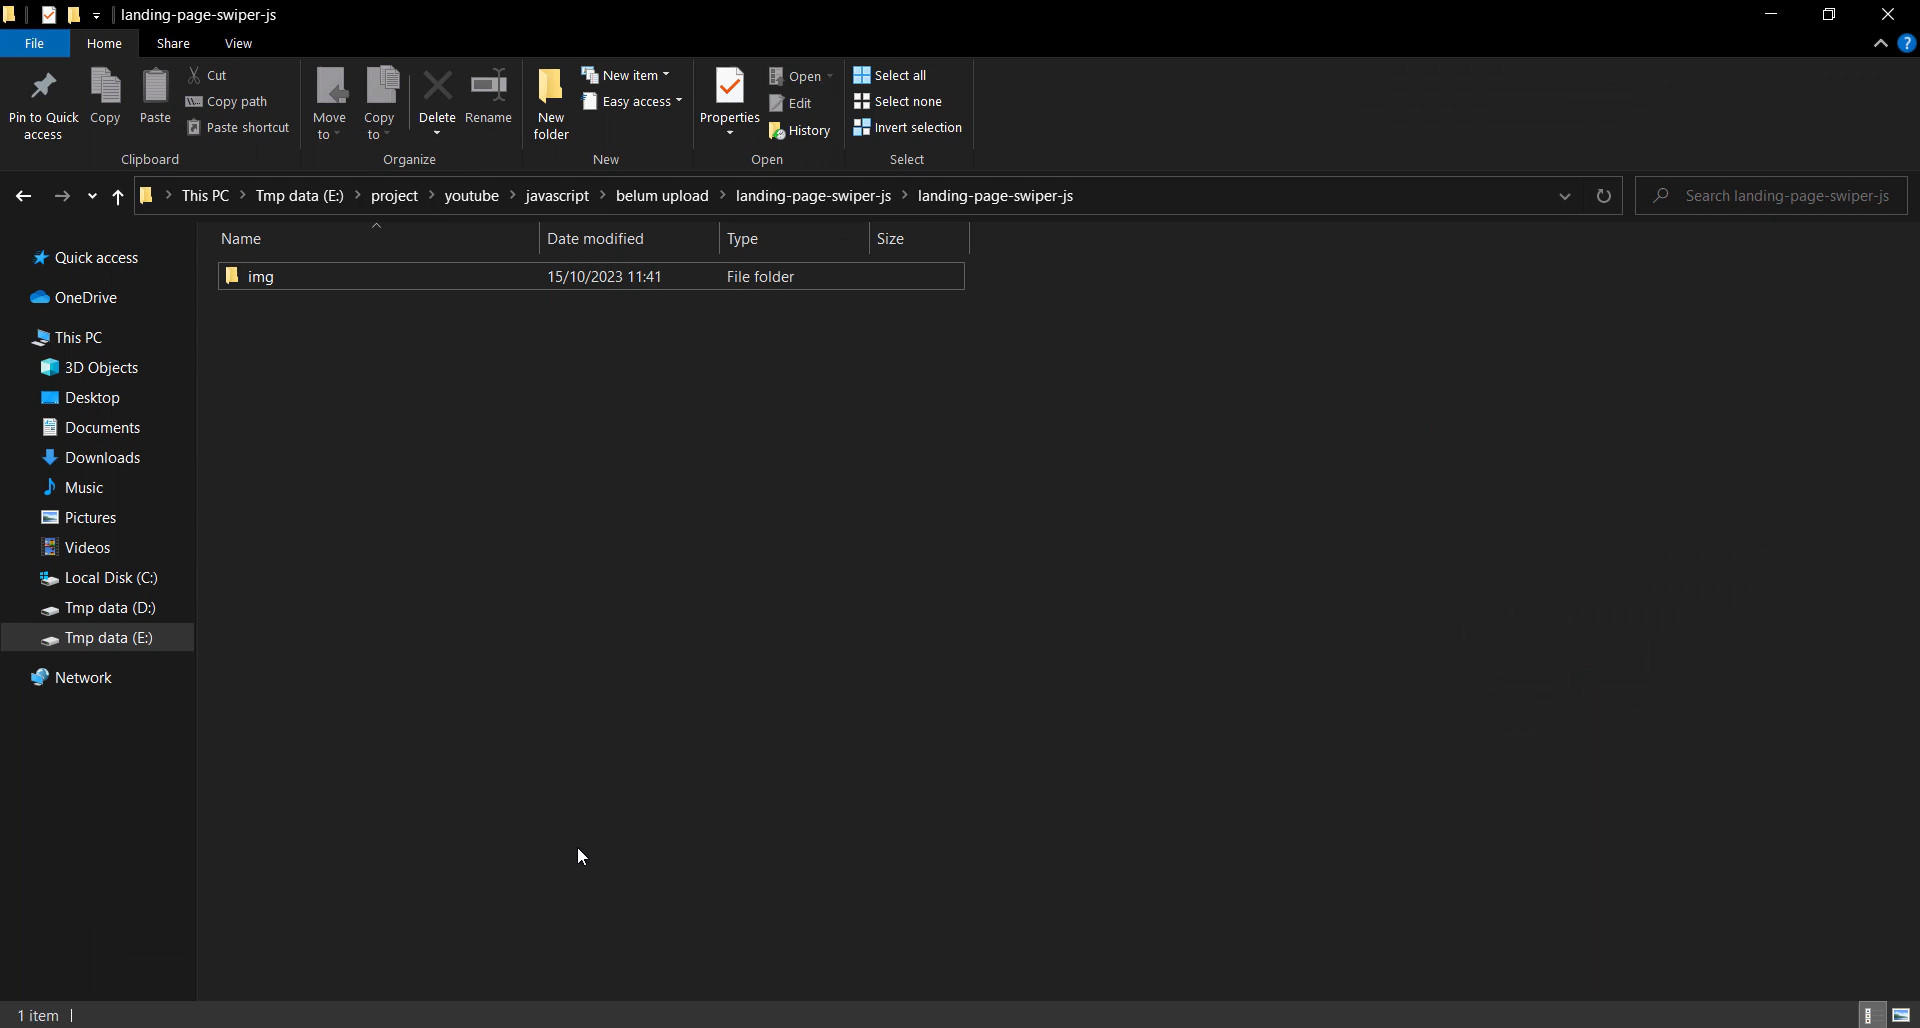 landing-page-swiper-js
File Home Share View
Pin to Quick access
Copy
Paste
Cut
Copy path
Paste shortcut
Clipboard
Move to
Copy to
Delete
Rename
Organize
New folder
New item
Easy access
New
Properties
Open
Edit
History
Open
Select all
Select none
Invert selection
Select
This PC > Tmp data (E:) > project > youtube > javascript > belum upload > landing-page-swiper-js > landing-page-swiper-js
Search landing-page-swiper-js
Name Date modified Type Size
img 15/10/2023 11:41 File folder
Quick access
OneDrive
This PC
3D Objects
Desktop
Documents
Downloads
Music
Pictures
Videos
Local Disk (C:)
Tmp data (D:)
Tmp data (E:)
Network
1 item